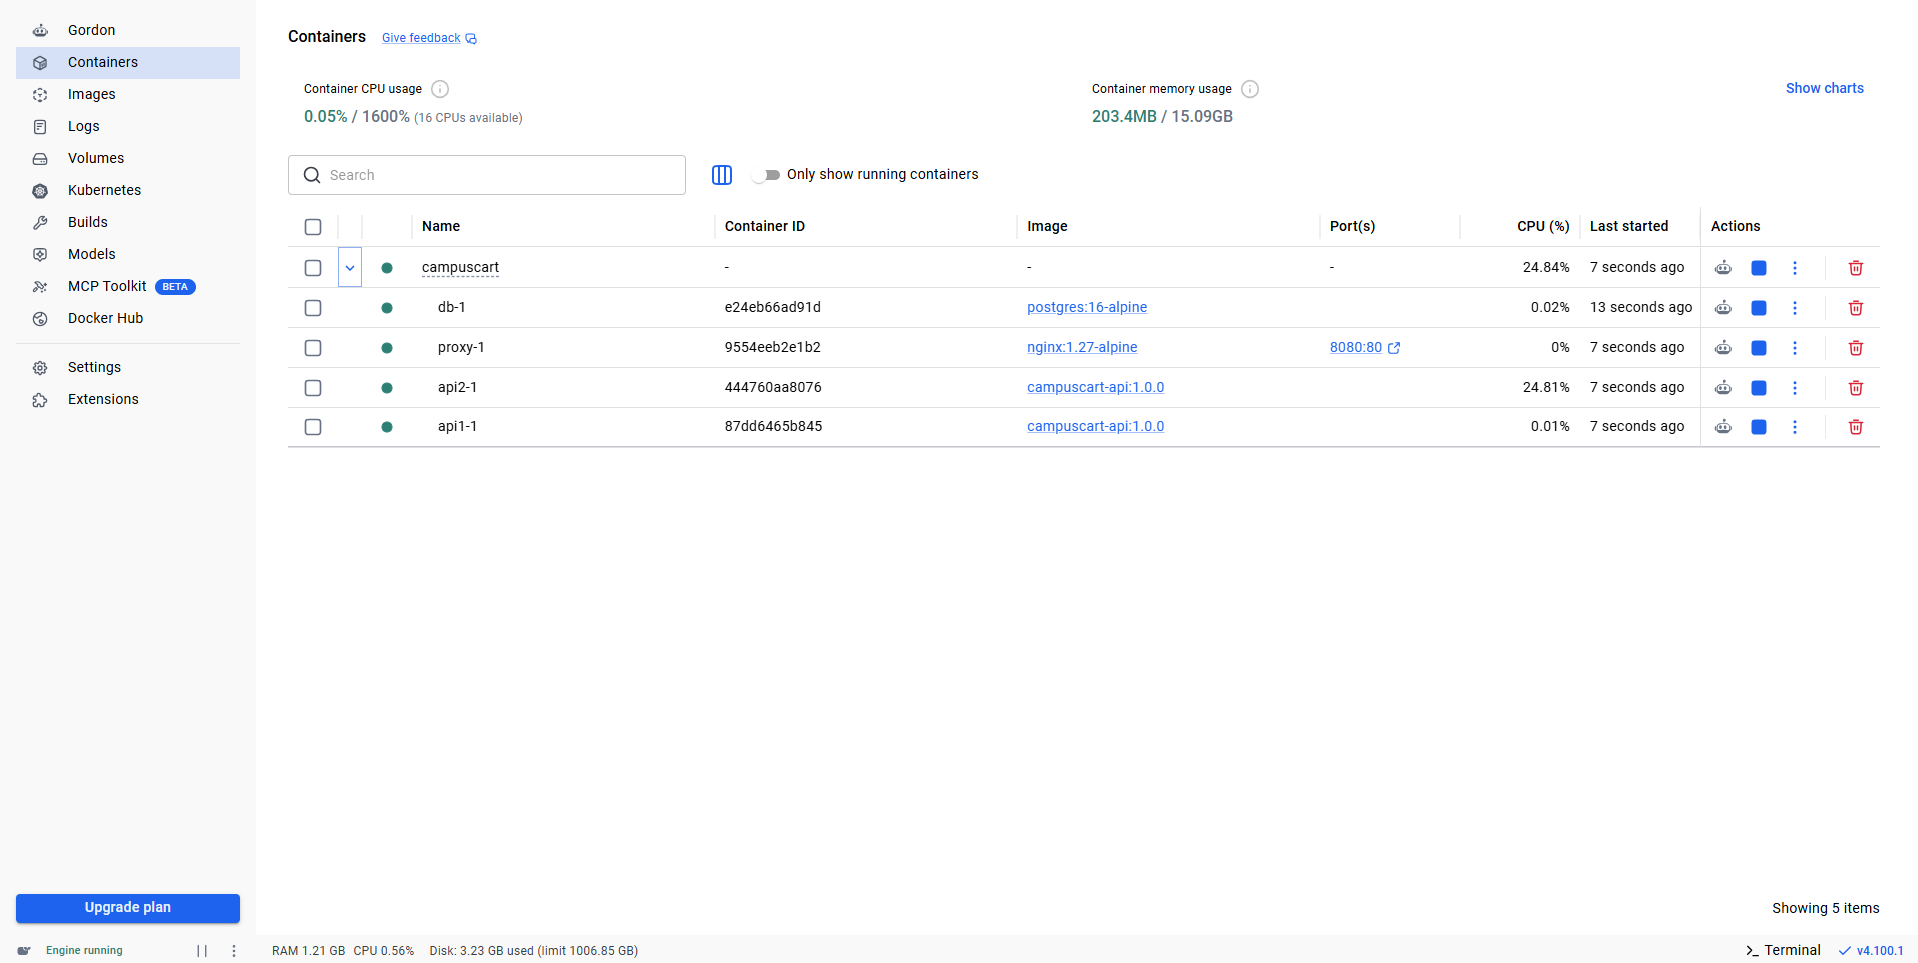 Gordon
Containers
Images
Logs
Volumes
Kubernetes
Builds
Models
MCP Toolkit BETA
Docker Hub
Settings
Extensions
Upgrade plan
Engine running
Containers Give feedback
Container CPU usage
0.05% / 1600% (16 CPUs available)
Container memory usage
203.4MB / 15.09GB
Show charts
Search
Only show running containers
Name Container ID Image Port(s) CPU (%) Last started Actions
campuscart - - - 24.84% 7 seconds ago
db-1 e24eb66ad91d postgres:16-alpine 0.02% 13 seconds ago
proxy-1 9554eeb2e1b2 nginx:1.27-alpine 8080:80 0% 7 seconds ago
api2-1 444760aa8076 campuscart-api:1.0.0 24.81% 7 seconds ago
api1-1 87dd6465b845 campuscart-api:1.0.0 0.01% 7 seconds ago
Showing 5 items
RAM 1.21 GB CPU 0.56% Disk: 3.23 GB used (limit 1006.85 GB)
Terminal v4.100.1